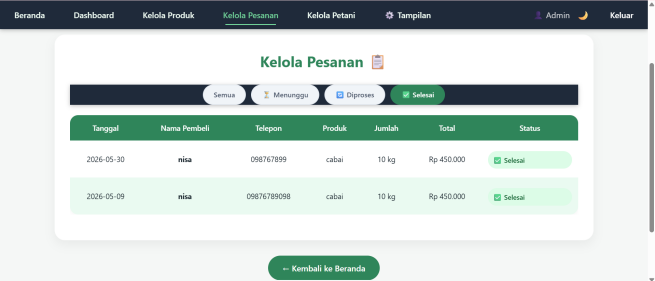 Beranda Dashboard Kelola Produk Kelola Pesanan Kelola Petani ⚙️ Tampilan 👤 Admin 🌙 Keluar
Kelola Pesanan 📋
Semua ⏳ Menunggu 🔄 Diproses ✅ Selesai
Tanggal Nama Pembeli Telepon Produk Jumlah Total Status
2026-05-30 nisa 098767899 cabai 10 kg Rp 450.000 ✅ Selesai
2026-05-09 nisa 09876789098 cabai 10 kg Rp 450.000 ✅ Selesai
← Kembali ke Beranda